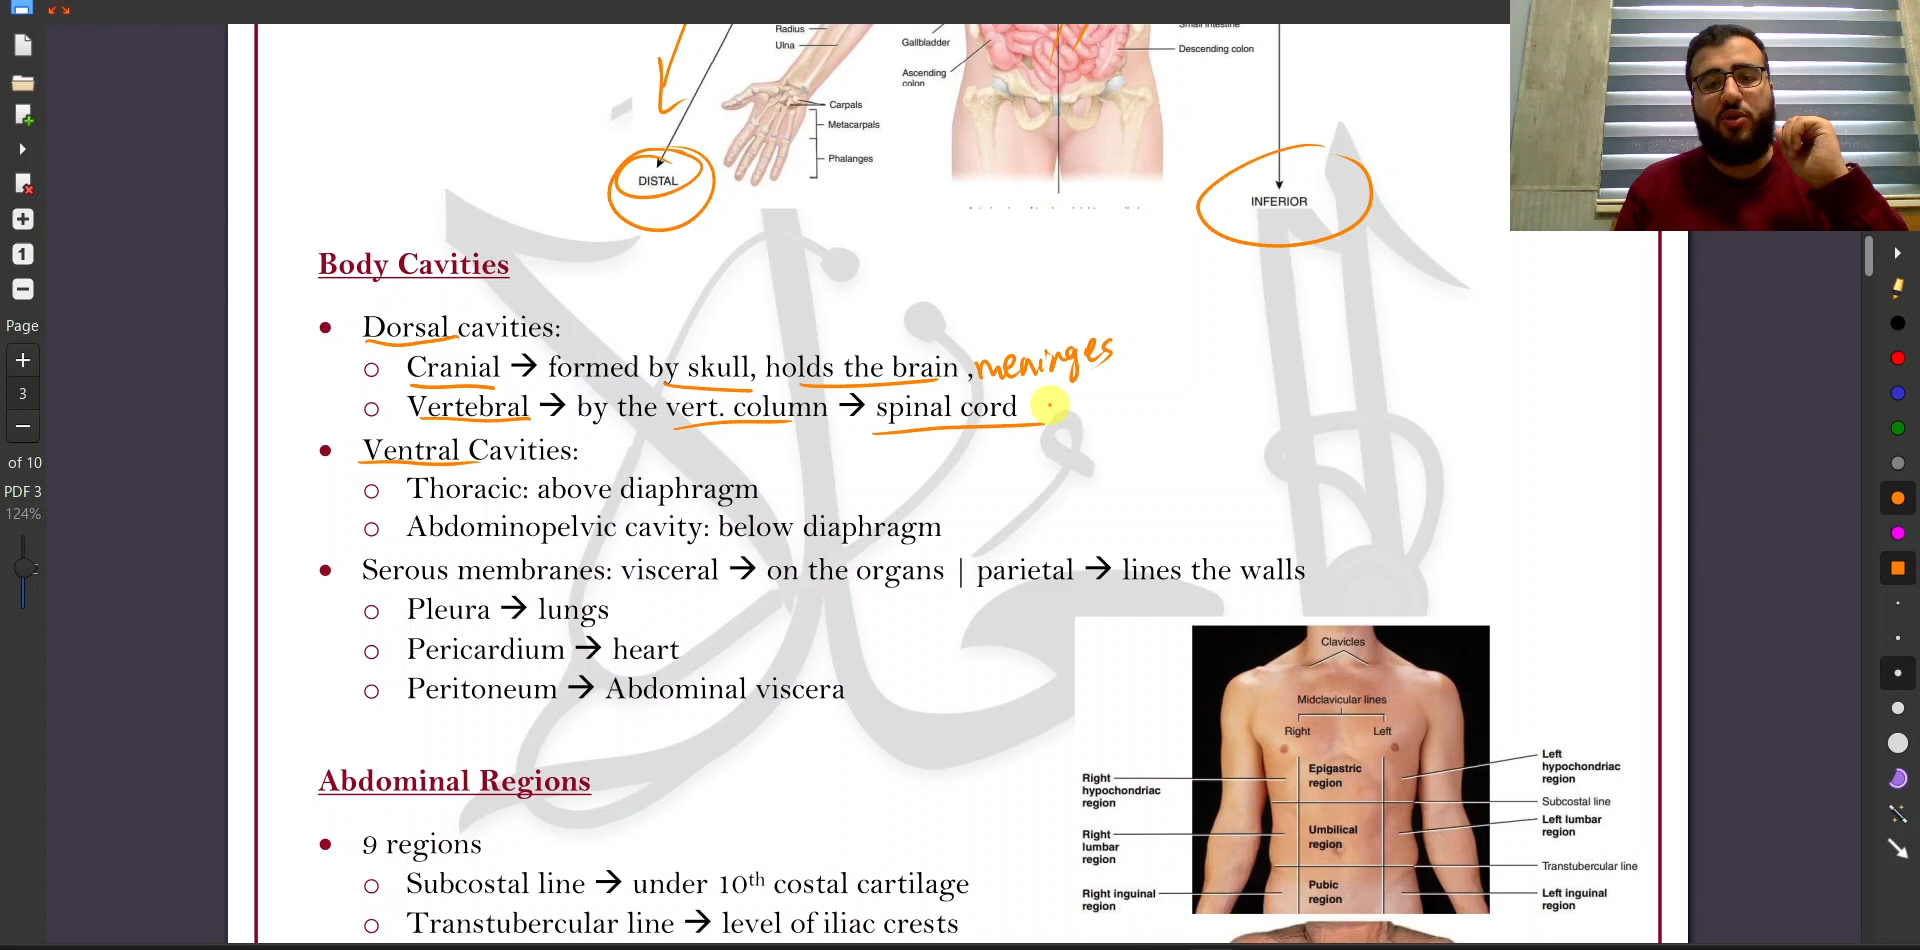 Radius
Ulna
Carpals
Metacarpals
Phalanges
DISTAL
Gallbladder
Ascending
colon
Small intestine
Descending colon
INFERIOR
Body Cavities
Dorsal cavities:
Cranial → formed by skull, holds the brain , meninges
Vertebral → by the vert. column → spinal cord
Ventral Cavities:
Thoracic: above diaphragm
Abdominopelvic cavity: below diaphragm
Serous membranes: visceral → on the organs | parietal → lines the walls
Pleura → lungs
Pericardium → heart
Peritoneum → Abdominal viscera
Abdominal Regions
9 regions
Subcostal line → under 10th costal cartilage
Transtubercular line → level of iliac crests
Clavicles
Midclavicular lines
Right
Left
Epigastric
region
Umbilical
region
Pubic
region
Right
hypochondriac
region
Right
lumbar
region
Right inguinal
region
Left
hypochondriac
region
Subcostal line
Left lumbar
region
Transtubercular line
Left inguinal
region
1
Page
3
of 10
PDF 3
124%